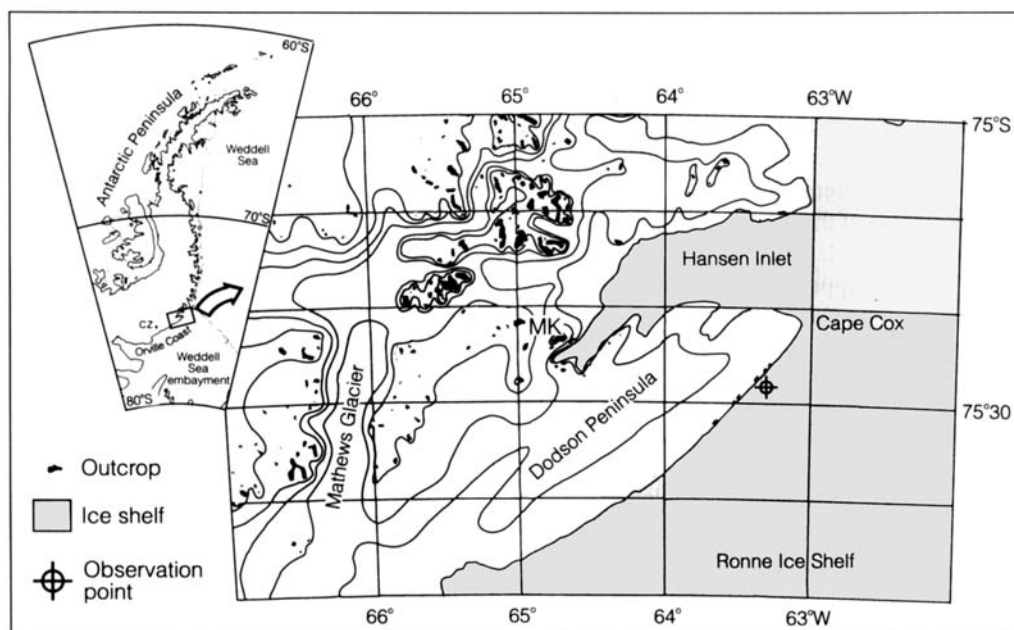 60°S
Antarctic Peninsula
Weddell
Sea
70°S
CZ,
Orville Coast
Weddell
Sea
embayment
80°S
66° 65° 64° 63°W
75°S
Hansen Inlet
MK
Cape Cox
75°30
Mathews Glacier
Dodson Peninsula
Ronne Ice Shelf
66° 65° 64° 63°W
Outcrop
Ice shelf
Observation
point